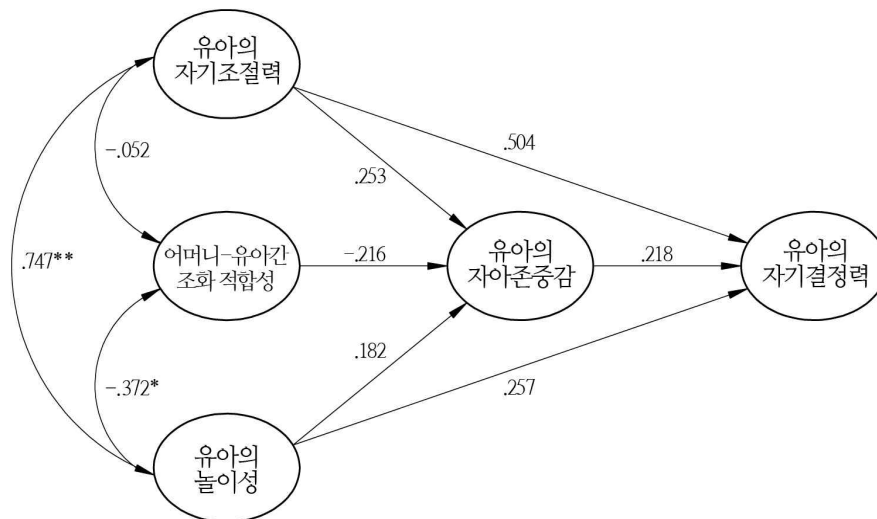 유아의
자기조절력
-.052
.504
.253
.747**
어머니-유아간
조화 적합성
-.216
유아의
자아존중감
.218
유아의
자기결정력
-.372*
.182
.257
유아의
놀이성